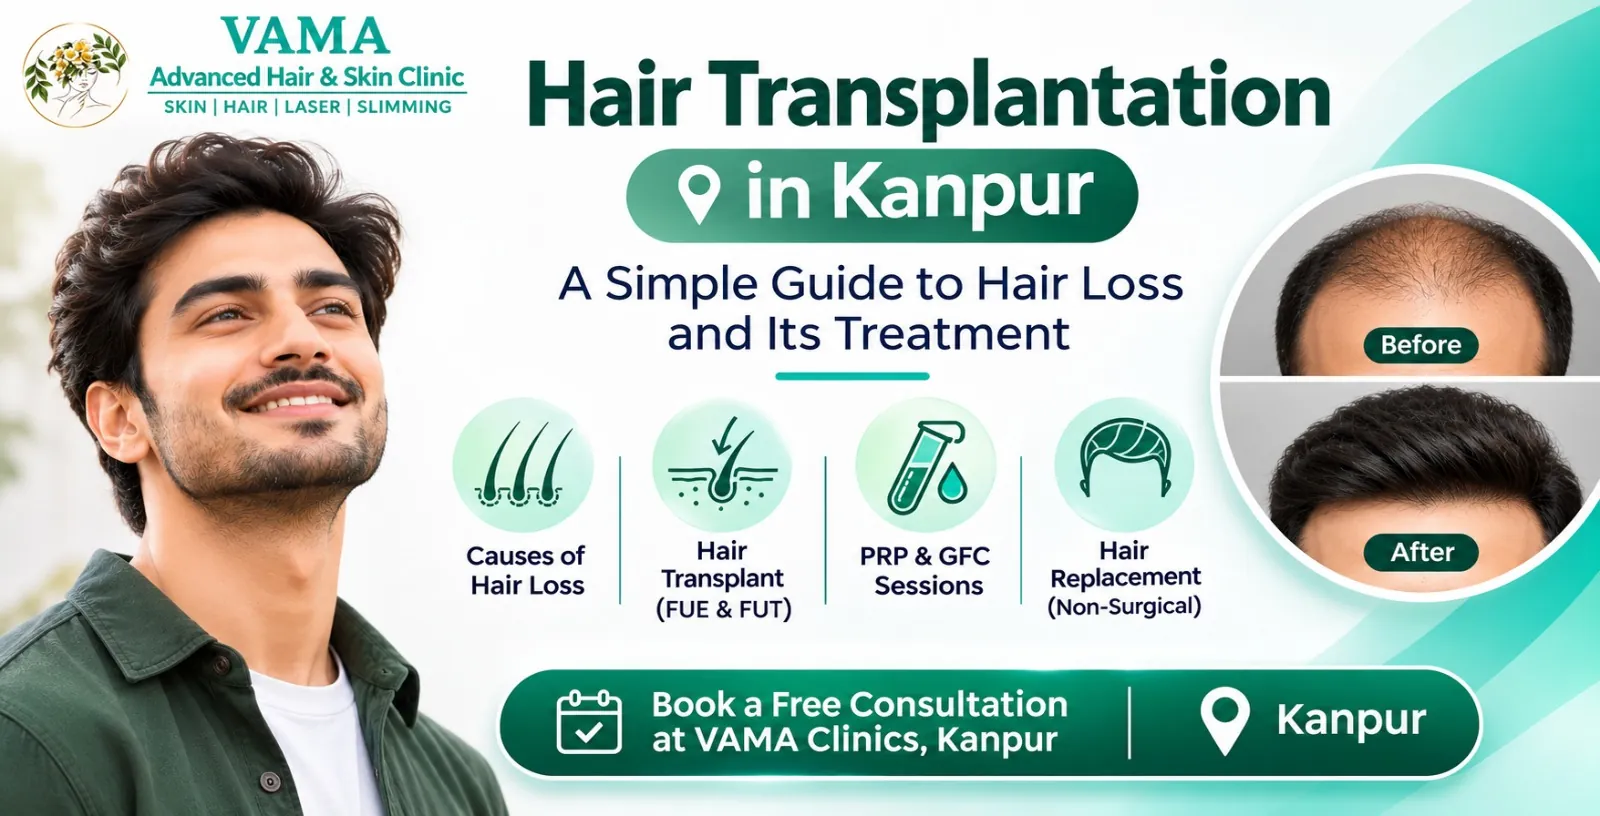 VAMA
Advanced Hair & Skin Clinic
SKIN | HAIR | LASER | SLIMMING
Hair Transplantation
in Kanpur
A Simple Guide to Hair Loss
and Its Treatment
Causes of
Hair Loss
Hair
Transplant
(FUE & FUT)
PRP & GFC
Sessions
Hair
Replacement
(Non-Surgical)
Before
After
Book a Free Consultation
at VAMA Clinics, Kanpur
Kanpur